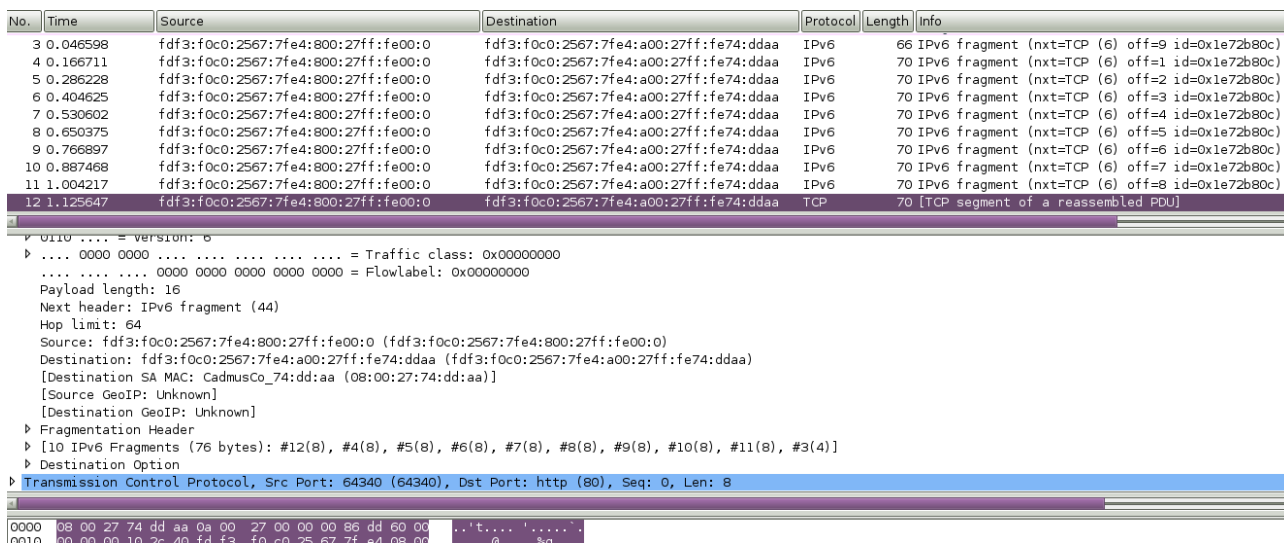 No. Time Source Destination Protocol Length Info
3 0.046598 fdf3:f0c0:2567:7fe4:800:27ff:fe00:0 fdf3:f0c0:2567:7fe4:a00:27ff:fe74:ddaa IPv6 66 IPv6 fragment (nxt=TCP (6) off=9 id=0x1e72b80c)
4 0.166711 fdf3:f0c0:2567:7fe4:800:27ff:fe00:0 fdf3:f0c0:2567:7fe4:a00:27ff:fe74:ddaa IPv6 70 IPv6 fragment (nxt=TCP (6) off=1 id=0x1e72b80c)
5 0.286228 fdf3:f0c0:2567:7fe4:800:27ff:fe00:0 fdf3:f0c0:2567:7fe4:a00:27ff:fe74:ddaa IPv6 70 IPv6 fragment (nxt=TCP (6) off=2 id=0x1e72b80c)
6 0.404625 fdf3:f0c0:2567:7fe4:800:27ff:fe00:0 fdf3:f0c0:2567:7fe4:a00:27ff:fe74:ddaa IPv6 70 IPv6 fragment (nxt=TCP (6) off=3 id=0x1e72b80c)
7 0.530602 fdf3:f0c0:2567:7fe4:800:27ff:fe00:0 fdf3:f0c0:2567:7fe4:a00:27ff:fe74:ddaa IPv6 70 IPv6 fragment (nxt=TCP (6) off=4 id=0x1e72b80c)
8 0.650375 fdf3:f0c0:2567:7fe4:800:27ff:fe00:0 fdf3:f0c0:2567:7fe4:a00:27ff:fe74:ddaa IPv6 70 IPv6 fragment (nxt=TCP (6) off=5 id=0x1e72b80c)
9 0.766897 fdf3:f0c0:2567:7fe4:800:27ff:fe00:0 fdf3:f0c0:2567:7fe4:a00:27ff:fe74:ddaa IPv6 70 IPv6 fragment (nxt=TCP (6) off=6 id=0x1e72b80c)
10 0.887468 fdf3:f0c0:2567:7fe4:800:27ff:fe00:0 fdf3:f0c0:2567:7fe4:a00:27ff:fe74:ddaa IPv6 70 IPv6 fragment (nxt=TCP (6) off=7 id=0x1e72b80c)
11 1.004217 fdf3:f0c0:2567:7fe4:800:27ff:fe00:0 fdf3:f0c0:2567:7fe4:a00:27ff:fe74:ddaa IPv6 70 IPv6 fragment (nxt=TCP (6) off=8 id=0x1e72b80c)
12 1.125647 fdf3:f0c0:2567:7fe4:800:27ff:fe00:0 fdf3:f0c0:2567:7fe4:a00:27ff:fe74:ddaa TCP 70 [TCP segment of a reassembled PDU]
0110 .... = Version: 6
.... 0000 0000 .... .... .... .... .... = Traffic class: 0x00000000
.... .... .... 0000 0000 0000 0000 0000 = Flowlabel: 0x00000000
Payload length: 16
Next header: IPv6 fragment (44)
Hop limit: 64
Source: fdf3:f0c0:2567:7fe4:800:27ff:fe00:0 (fdf3:f0c0:2567:7fe4:800:27ff:fe00:0)
Destination: fdf3:f0c0:2567:7fe4:a00:27ff:fe74:ddaa (fdf3:f0c0:2567:7fe4:a00:27ff:fe74:ddaa)
[Destination SA MAC: CadmusCo_74:dd:aa (08:00:27:74:dd:aa)]
[Source GeoIP: Unknown]
[Destination GeoIP: Unknown]
Fragmentation Header
[10 IPv6 Fragments (76 bytes): #12(8), #4(8), #5(8), #6(8), #7(8), #8(8), #9(8), #10(8), #11(8), #3(4)]
Destination Option
Transmission Control Protocol, Src Port: 64340 (64340), Dst Port: http (80), Seq: 0, Len: 8
0000 08 00 27 74 dd aa 0a 00 27 00 00 00 86 dd 60 00 ..'t.... '.....`.
0010 00 00 00 10 2c 40 fd f3 f0 c0 25 67 7f e4 08 00